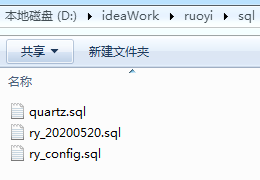 本地磁盘 (D:) ▸ ideaWork ▸ ruoyi ▸ sql
共享 ▼ 新建文件夹
名称
quartz.sql
ry_20200520.sql
ry_config.sql